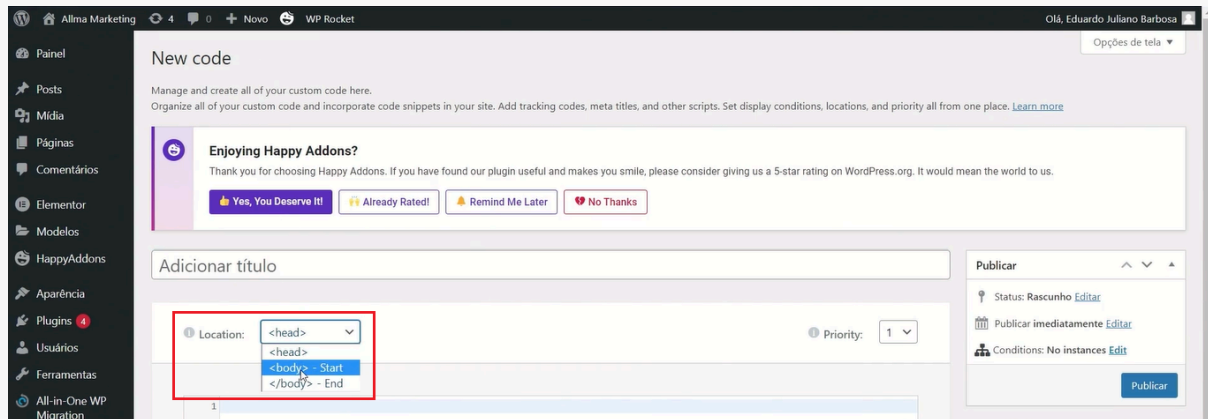 Allma Marketing 4 0 + Novo WP Rocket Olá, Eduardo Juliano Barbosa
Opções de tela ▼
Painel
Posts
Mídia
Páginas
Comentários
Elementor
Modelos
HappyAddons
Aparência
Plugins 4
Usuários
Ferramentas
All-in-One WP
Migration
New code
Manage and create all of your custom code here.
Organize all of your custom code and incorporate code snippets in your site. Add tracking codes, meta titles, and other scripts. Set display conditions, locations, and priority all from one place. Learn more
Enjoying Happy Addons?
Thank you for choosing Happy Addons. If you have found our plugin useful and makes you smile, please consider giving us a 5-star rating on WordPress.org. It would mean the world to us.
Yes, You Deserve It! Already Rated! Remind Me Later No Thanks
Adicionar título
Location: <head> Priority: 1
<head>
<body> - Start
</body> - End
1
Publicar
Status: Rascunho Editar
Publicar imediatamente Editar
Conditions: No instances Edit
Publicar